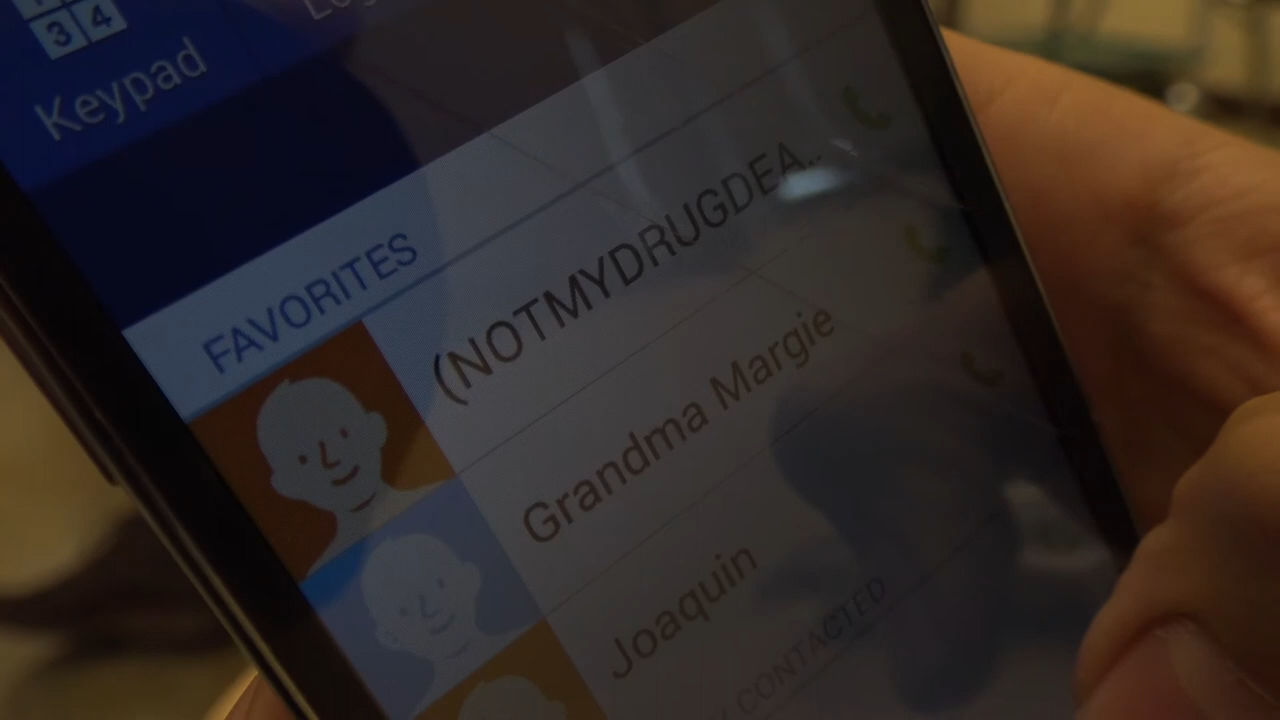 3 4
Keypad
FAVORITES
(NOTMYDRUGDEA..
Grandma Margie
Joaquin
CONTACTED